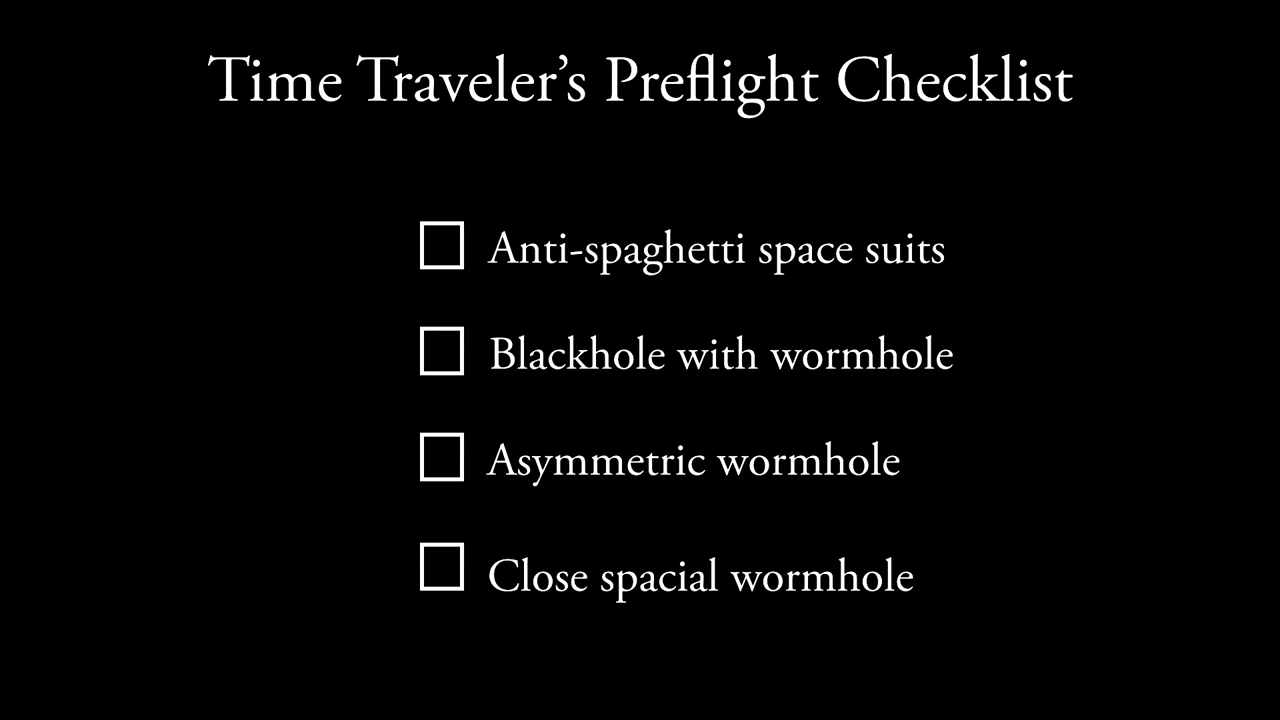 Time Traveler’s Preflight Checklist
Anti-spaghetti space suits
Blackhole with wormhole
Asymmetric wormhole
Close spacial wormhole